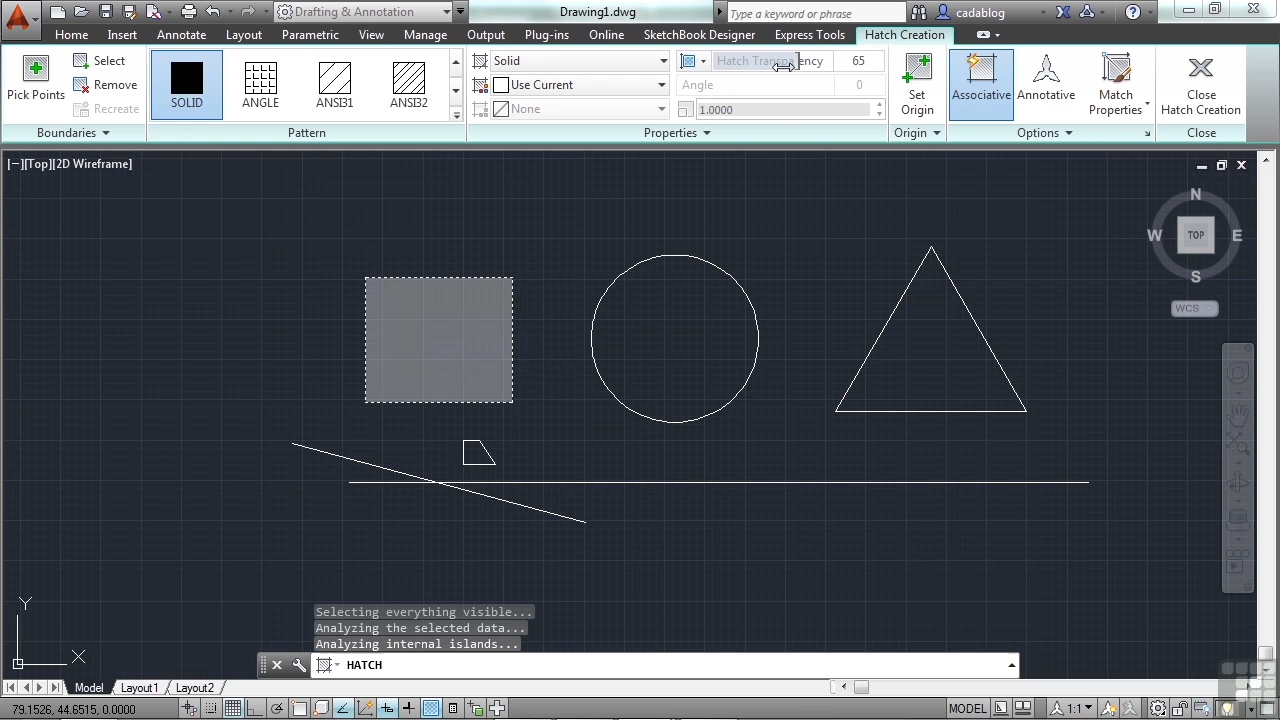 Drafting & Annotation
Drawing1.dwg
Type a keyword or phrase
cadablog
Home
Insert
Annotate
Layout
Parametric
View
Manage
Output
Plug-ins
Online
SketchBook Designer
Express Tools
Hatch Creation
Pick Points
Select
Remove
Recreate
SOLID
ANGLE
ANSI31
ANSI32
Solid
Use Current
None
Hatch Transparency 65
Angle 0
1.0000
Set
Origin
Associative
Annotative
Match
Properties
Close
Hatch Creation
Boundaries
Pattern
Properties
Origin
Options
Close
[−][Top][2D Wireframe]
N
W
TOP
E
S
WCS
Y
X
Selecting everything visible...
Analyzing the selected data...
Analyzing internal islands...
HATCH
Model
Layout1
Layout2
79.1526, 44.6515, 0.0000
MODEL
1:1